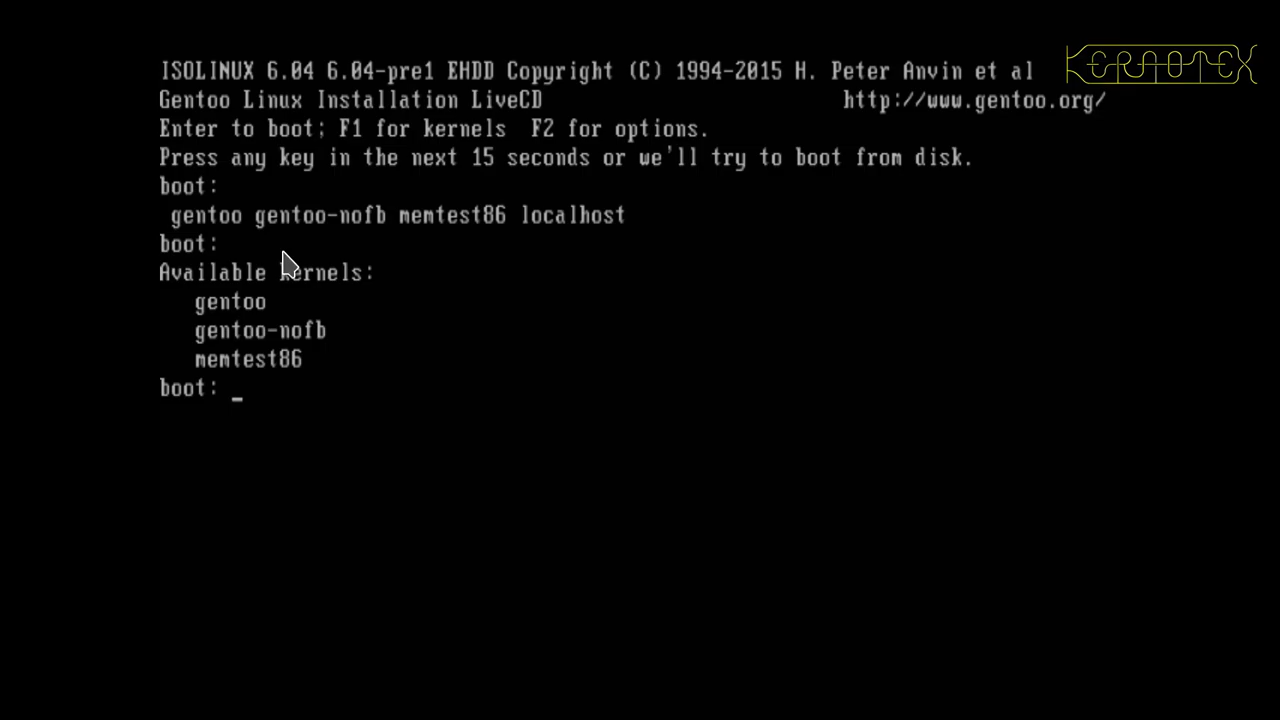 ISOLINUX 6.04 6.04-pre1 EHDD Copyright (C) 1994-2015 H. Peter Anvin et al
Gentoo Linux Installation LiveCD http://www.gentoo.org/
Enter to boot; F1 for kernels F2 for options.
Press any key in the next 15 seconds or we'll try to boot from disk.
boot:
gentoo gentoo-nofb memtest86 localhost
boot:
Available kernels:
gentoo
gentoo-nofb
memtest86
boot: _